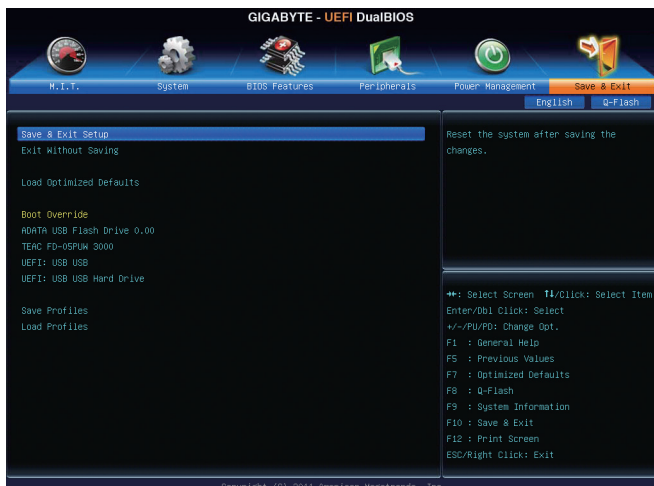 GIGABYTE - UEFI DualBIOS
M.I.T. System BIOS Features Peripherals Power Management Save & Exit
English Q-Flash
Save & Exit Setup
Exit Without Saving
Load Optimized Defaults
Boot Override
ADATA USB Flash Drive 0.00
TEAC FD-05PUW 3000
UEFI: USB USB
UEFI: USB USB Hard Drive
Save Profiles
Load Profiles
Reset the system after saving the
changes.
→←: Select Screen ↑↓/Click: Select Item
Enter/Dbl Click: Select
+/-/PU/PD: Change Opt.
F1 : General Help
F5 : Previous Values
F7 : Optimized Defaults
F8 : Q-Flash
F9 : System Information
F10 : Save & Exit
F12 : Print Screen
ESC/Right Click: Exit